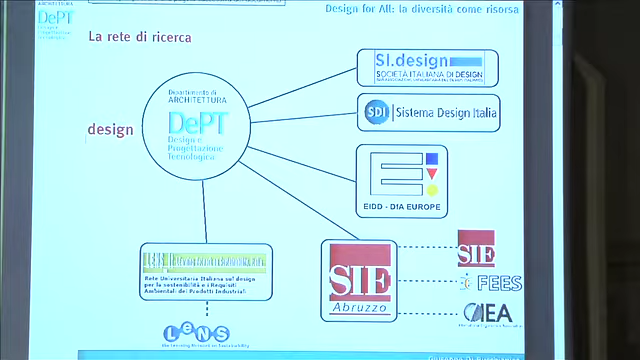 DePT
Design for All: la diversità come risorsa
La rete di ricerca
design
Dipartimento di
ARCHITETTURA
DePT
Design e
Progettazione
Tecnologica
SI.design
SOCIETÀ ITALIANA DI DESIGN
SDI Sistema Design Italia
EIDD - DfA EUROPE
Rete Universitaria Italiana sul design
per la sostenibilità e i Requisiti
Ambientali dei Prodotti Industriali
LeNS
SIE
Abruzzo
SIE
FEES
IEA